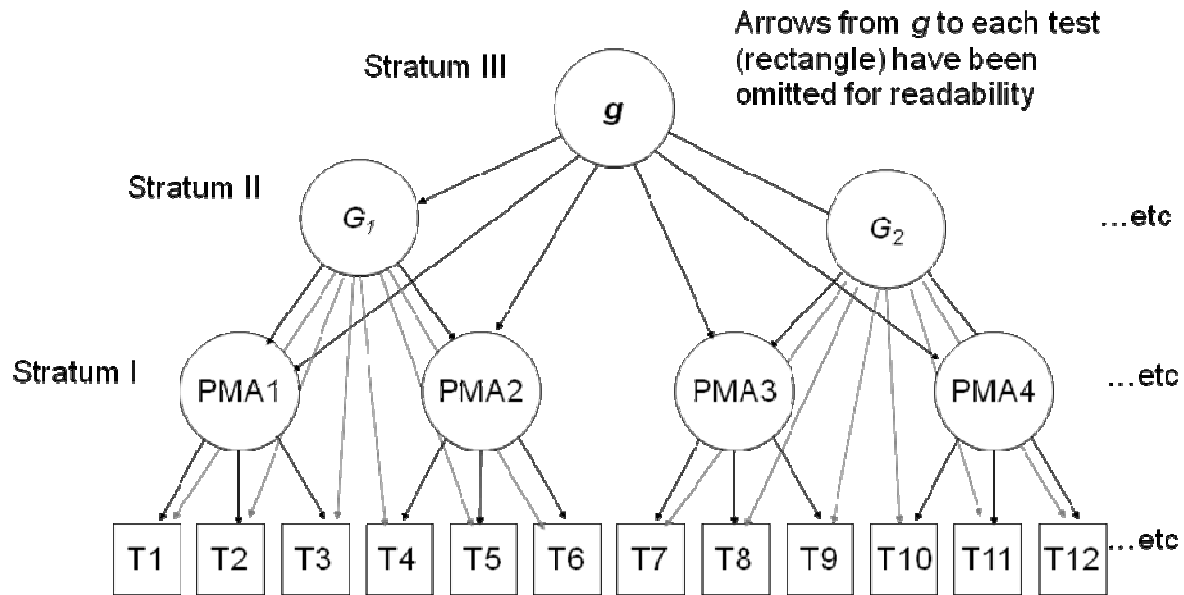 Arrows from g to each test
(rectangle) have been
omitted for readability
Stratum III
g
Stratum II
G1
G2
...etc
Stratum I
PMA1
PMA2
PMA3
PMA4
...etc
T1
T2
T3
T4
T5
T6
T7
T8
T9
T10
T11
T12
...etc